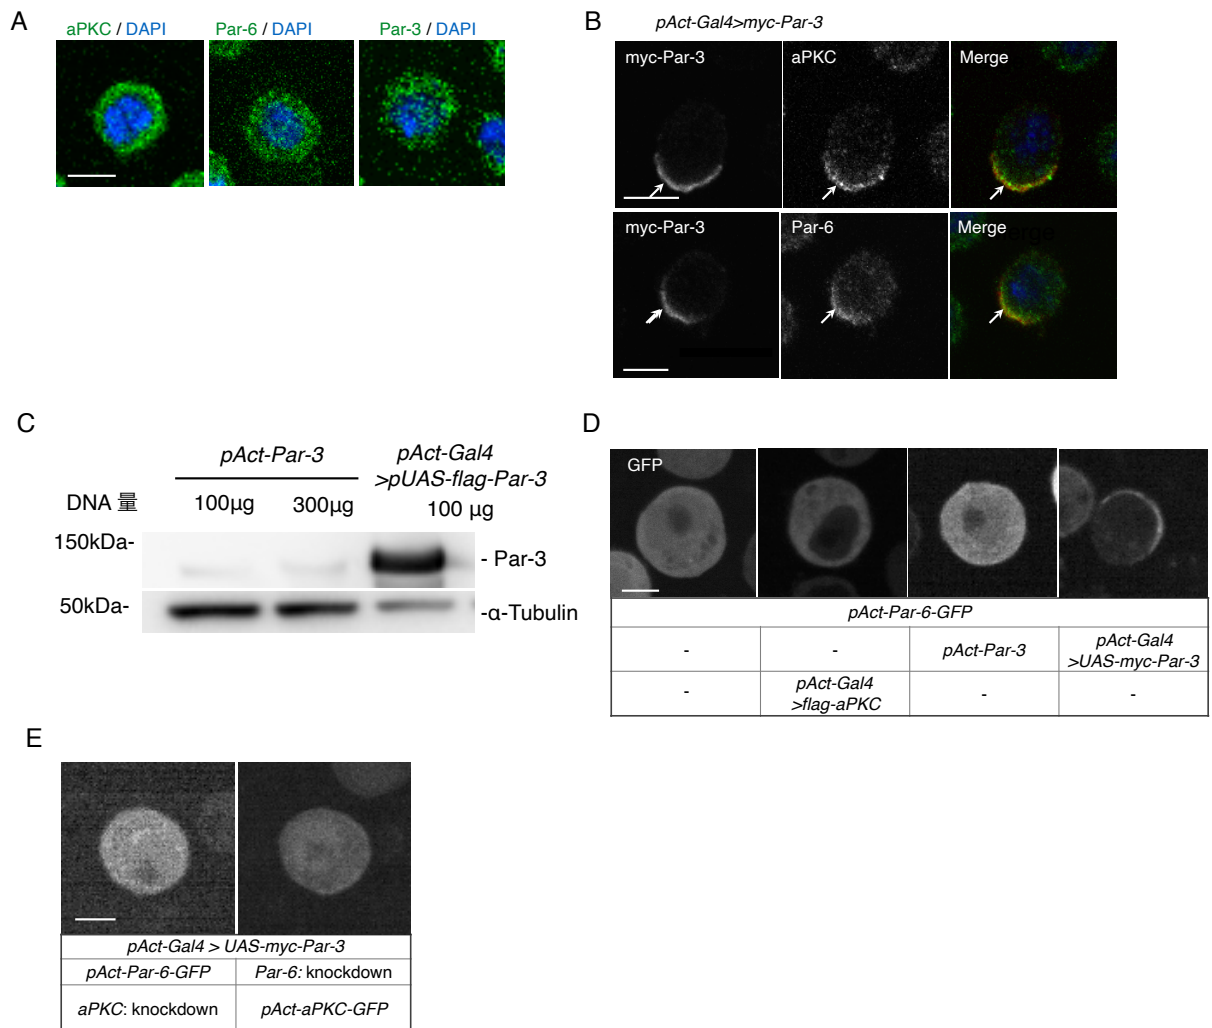 A
aPKC / DAPI
Par-6 / DAPI
Par-3 / DAPI
B
pAct-Gal4>myc-Par-3
myc-Par-3
aPKC
Merge
myc-Par-3
Par-6
Merge
C
pAct-Par-3
pAct-Gal4
>pUAS-flag-Par-3
DNA 量
100μg
300μg
100 μg
150kDa-
- Par-3
50kDa-
-α-Tubulin
D
GFP
pAct-Par-6-GFP
-
-
pAct-Par-3
pAct-Gal4
>UAS-myc-Par-3
-
pAct-Gal4
>flag-aPKC
-
-
E
pAct-Gal4 > UAS-myc-Par-3
pAct-Par-6-GFP
Par-6: knockdown
aPKC: knockdown
pAct-aPKC-GFP